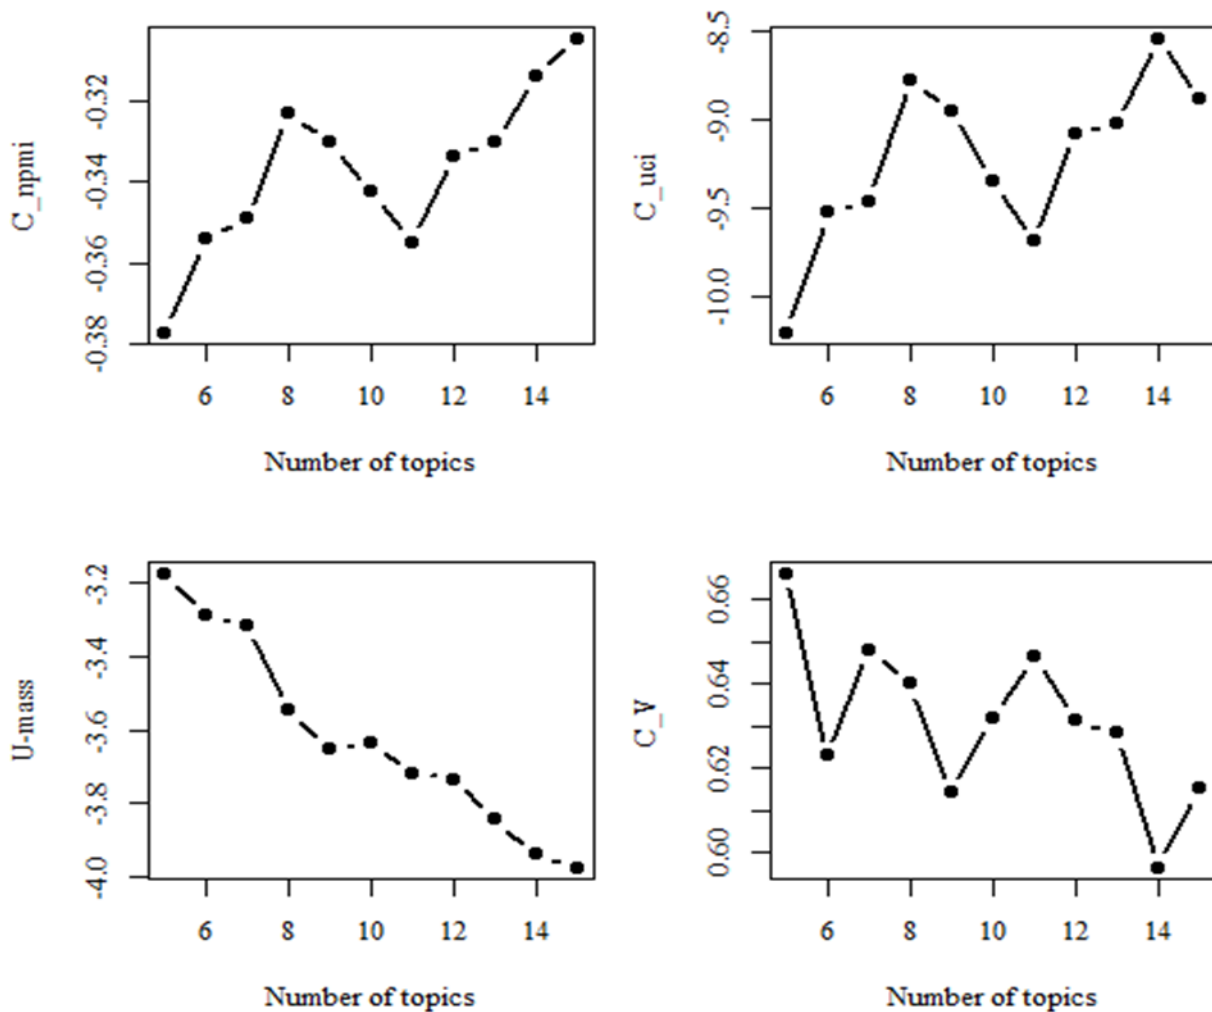 C_npmi
-0.32
-0.34
-0.36
-0.38
6 8 10 12 14
Number of topics
C_uci
-8.5
-9.0
-9.5
-10.0
6 8 10 12 14
Number of topics
U-mass
-3.2
-3.4
-3.6
-3.8
-4.0
6 8 10 12 14
Number of topics
C_V
0.66
0.64
0.62
0.60
6 8 10 12 14
Number of topics